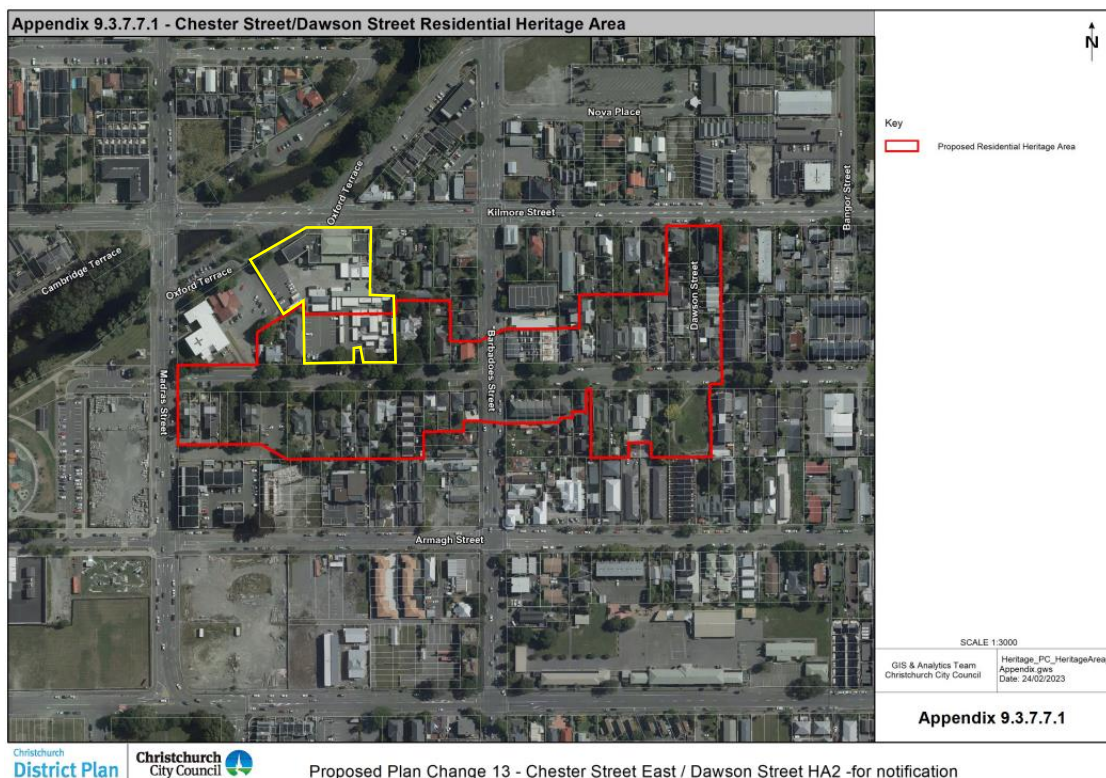 Appendix 9.3.7.7.1 - Chester Street/Dawson Street Residential Heritage Area
N
Key
Proposed Residential Heritage Area
Nova Place
Oxford Terrace
Kilmore Street
Bangor Street
Cambridge Terrace
Oxford Terrace
Dawson Street
Barbadoes Street
Madras Street
Armagh Street
SCALE 1:3000
GIS & Analytics Team
Christchurch City Council
Heritage_PC_HeritageArea
Appendix.gws
Date: 24/02/2023
Appendix 9.3.7.7.1
Christchurch
District Plan
Christchurch
City Council
Proposed Plan Change 13 - Chester Street East / Dawson Street HA2 -for notification